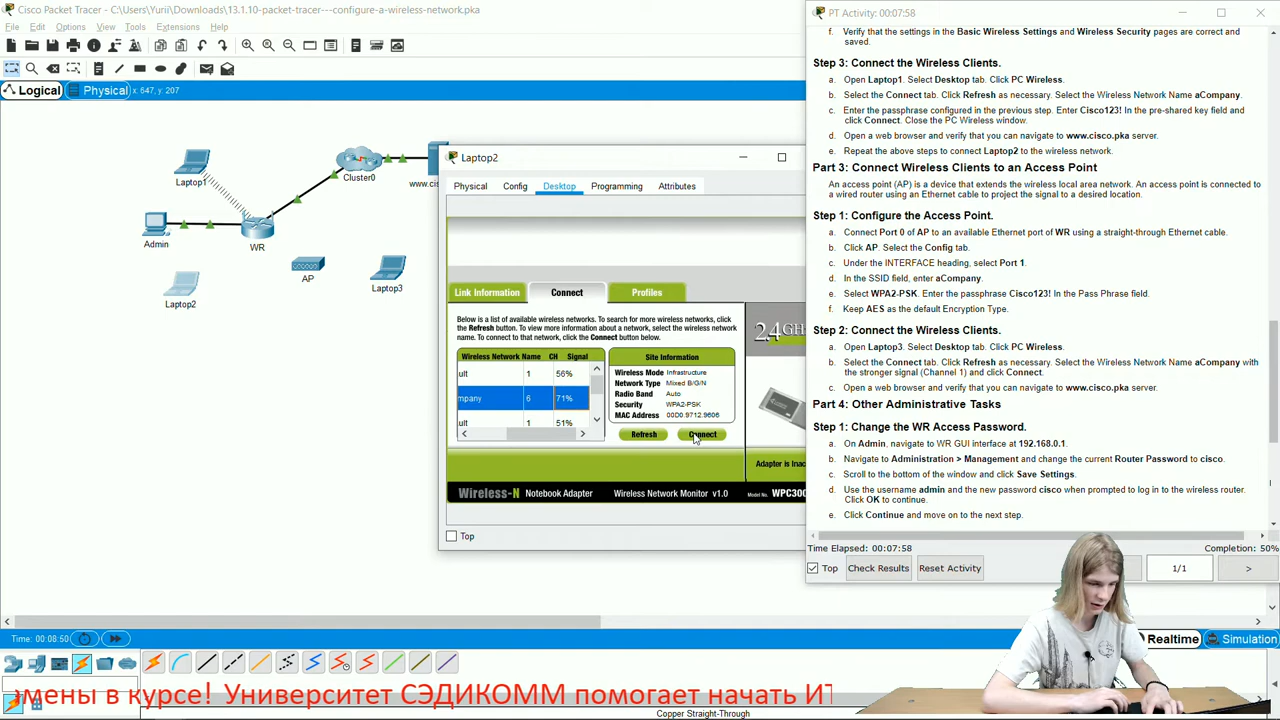 Cisco Packet Tracer - C:\Users\Yurii\Downloads\13.1.10-packet-tracer---configure-a-wireless-network.pka
File Edit Options View Tools Extensions Help
Logical Physical x: 647, y: 207
Laptop1
Cluster0
Admin
WR
AP
Laptop3
Laptop2
www.cis
Laptop2
Physical Config Desktop Programming Attributes
Link Information Connect Profiles
Below is a list of available wireless networks. To search for more wireless networks, click
the Refresh button. To view more information about a network, select the wireless network
name. To connect to that network, click the Connect button below.
2.4GH
Wireless Network Name CH Signal
ult 1 56%
mpany 6 71%
ult 1 51%
Site Information
Wireless Mode Infrastructure
Network Type Mixed B/G/N
Radio Band Auto
Security WPA2-PSK
MAC Address 00D0.9712.9606
Refresh Connect
Adapter is Inac
Wireless-N Notebook Adapter Wireless Network Monitor v1.0 Model No. WPC300
Top
PT Activity: 00:07:58
f. Verify that the settings in the Basic Wireless Settings and Wireless Security pages are correct and
saved.
Step 3: Connect the Wireless Clients.
a. Open Laptop1. Select Desktop tab. Click PC Wireless.
b. Select the Connect tab. Click Refresh as necessary. Select the Wireless Network Name aCompany.
c. Enter the passphrase configured in the previous step. Enter Cisco123! In the pre-shared key field and
click Connect. Close the PC Wireless window.
d. Open a web browser and verify that you can navigate to www.cisco.pka server.
e. Repeat the above steps to connect Laptop2 to the wireless network.
Part 3: Connect Wireless Clients to an Access Point
An access point (AP) is a device that extends the wireless local area network. An access point is connected to
a wired router using an Ethernet cable to project the signal to a desired location.
Step 1: Configure the Access Point.
a. Connect Port 0 of AP to an available Ethernet port of WR using a straight-through Ethernet cable.
b. Click AP. Select the Config tab.
c. Under the INTERFACE heading, select Port 1.
d. In the SSID field, enter aCompany.
e. Select WPA2-PSK. Enter the passphrase Cisco123! In the Pass Phrase field.
f. Keep AES as the default Encryption Type.
Step 2: Connect the Wireless Clients.
a. Open Laptop3. Select Desktop tab. Click PC Wireless.
b. Select the Connect tab. Click Refresh as necessary. Select the Wireless Network Name aCompany with
the stronger signal (Channel 1) and click Connect.
c. Open a web browser and verify that you can navigate to www.cisco.pka server.
Part 4: Other Administrative Tasks
Step 1: Change the WR Access Password.
a. On Admin, navigate to WR GUI interface at 192.168.0.1.
b. Navigate to Administration > Management and change the current Router Password to cisco.
c. Scroll to the bottom of the window and click Save Settings.
d. Use the username admin and the new password cisco when prompted to log in to the wireless router.
Click OK to continue.
e. Click Continue and move on to the next step.
Time Elapsed: 00:07:58 Completion: 50%
Top Check Results Reset Activity 1/1 >
Time: 00:08:50 Realtime Simulation
мены в курсе! Университет СЭДИКОММ помогает начать ИТ
Copper Straight-Through